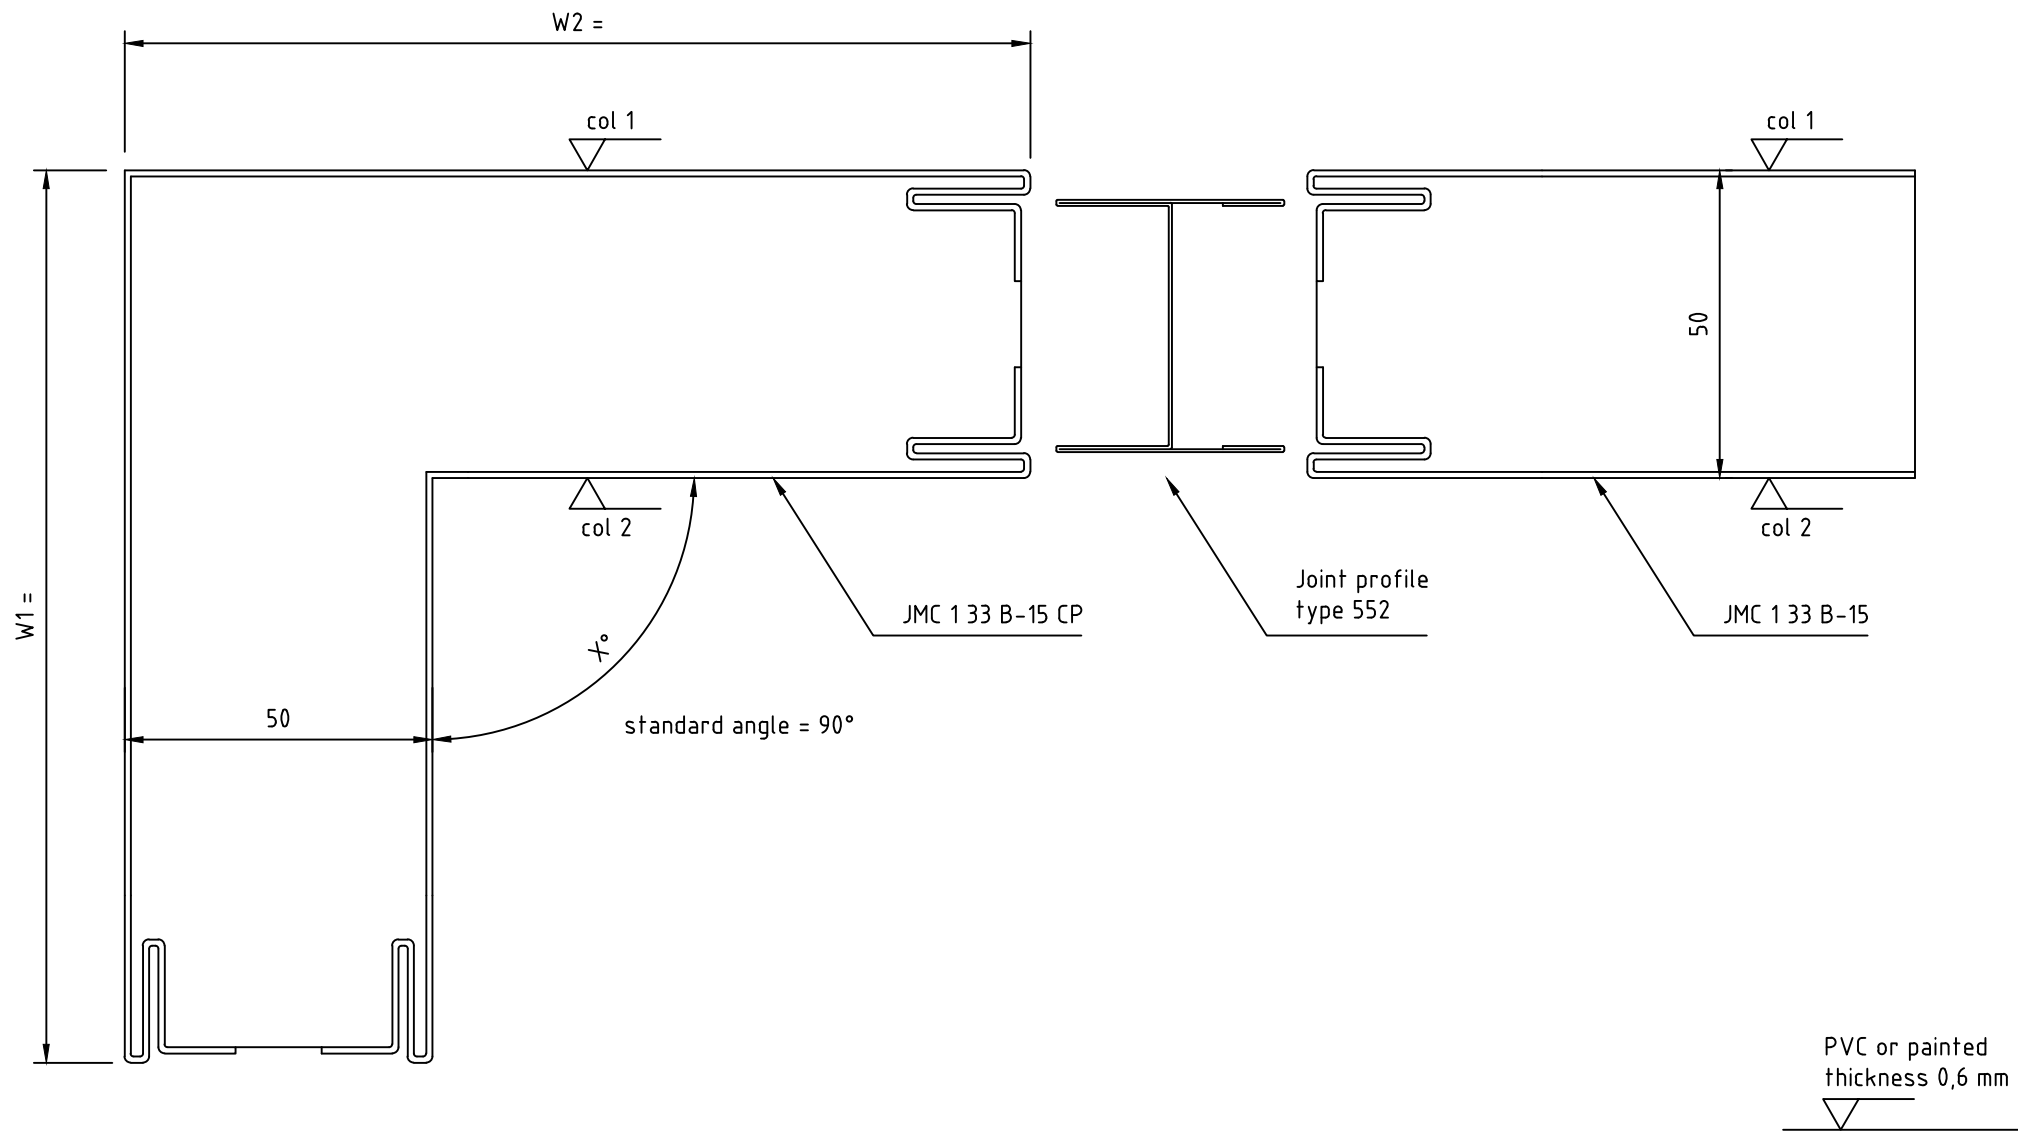 W2 =
col 1
col 1
50
col 2
col 2
Joint profile
type 552
JMC 1 33 B-15 CP
JMC 1 33 B-15
W1 =
X°
50
standard angle = 90°
PVC or painted
thickness 0,6 mm